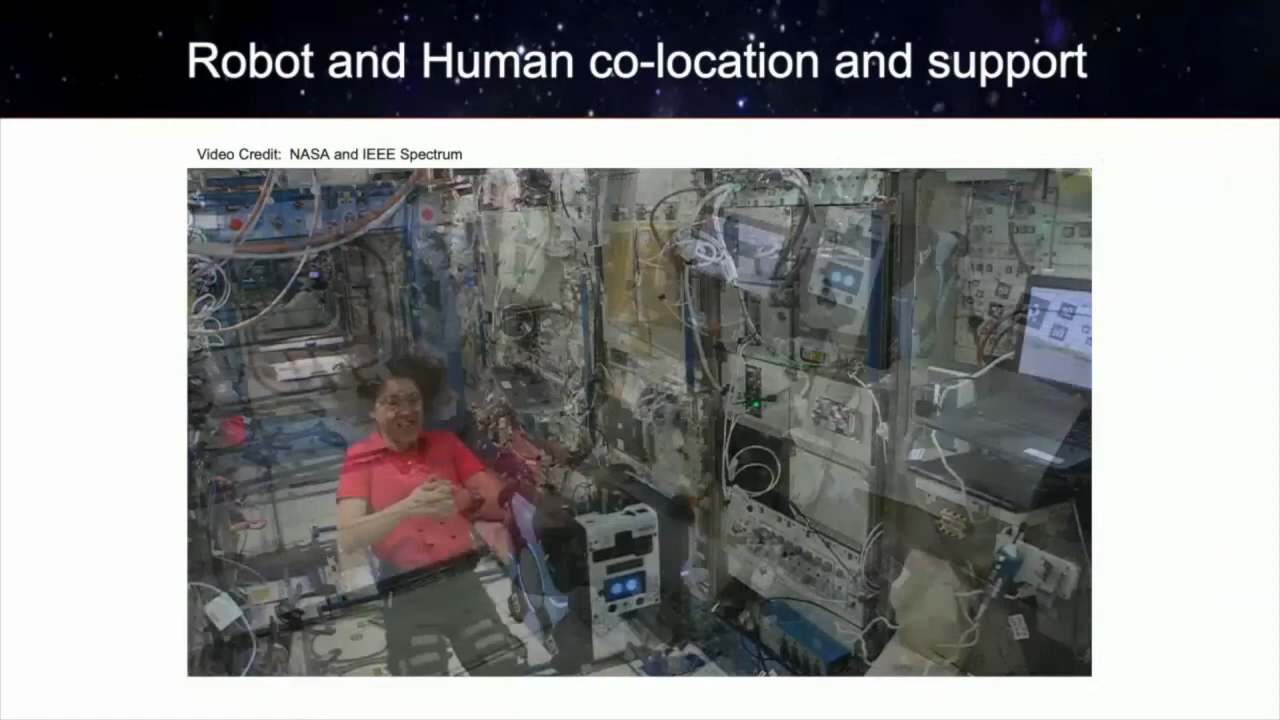 Robot and Human co-location and support
Video Credit: NASA and IEEE Spectrum